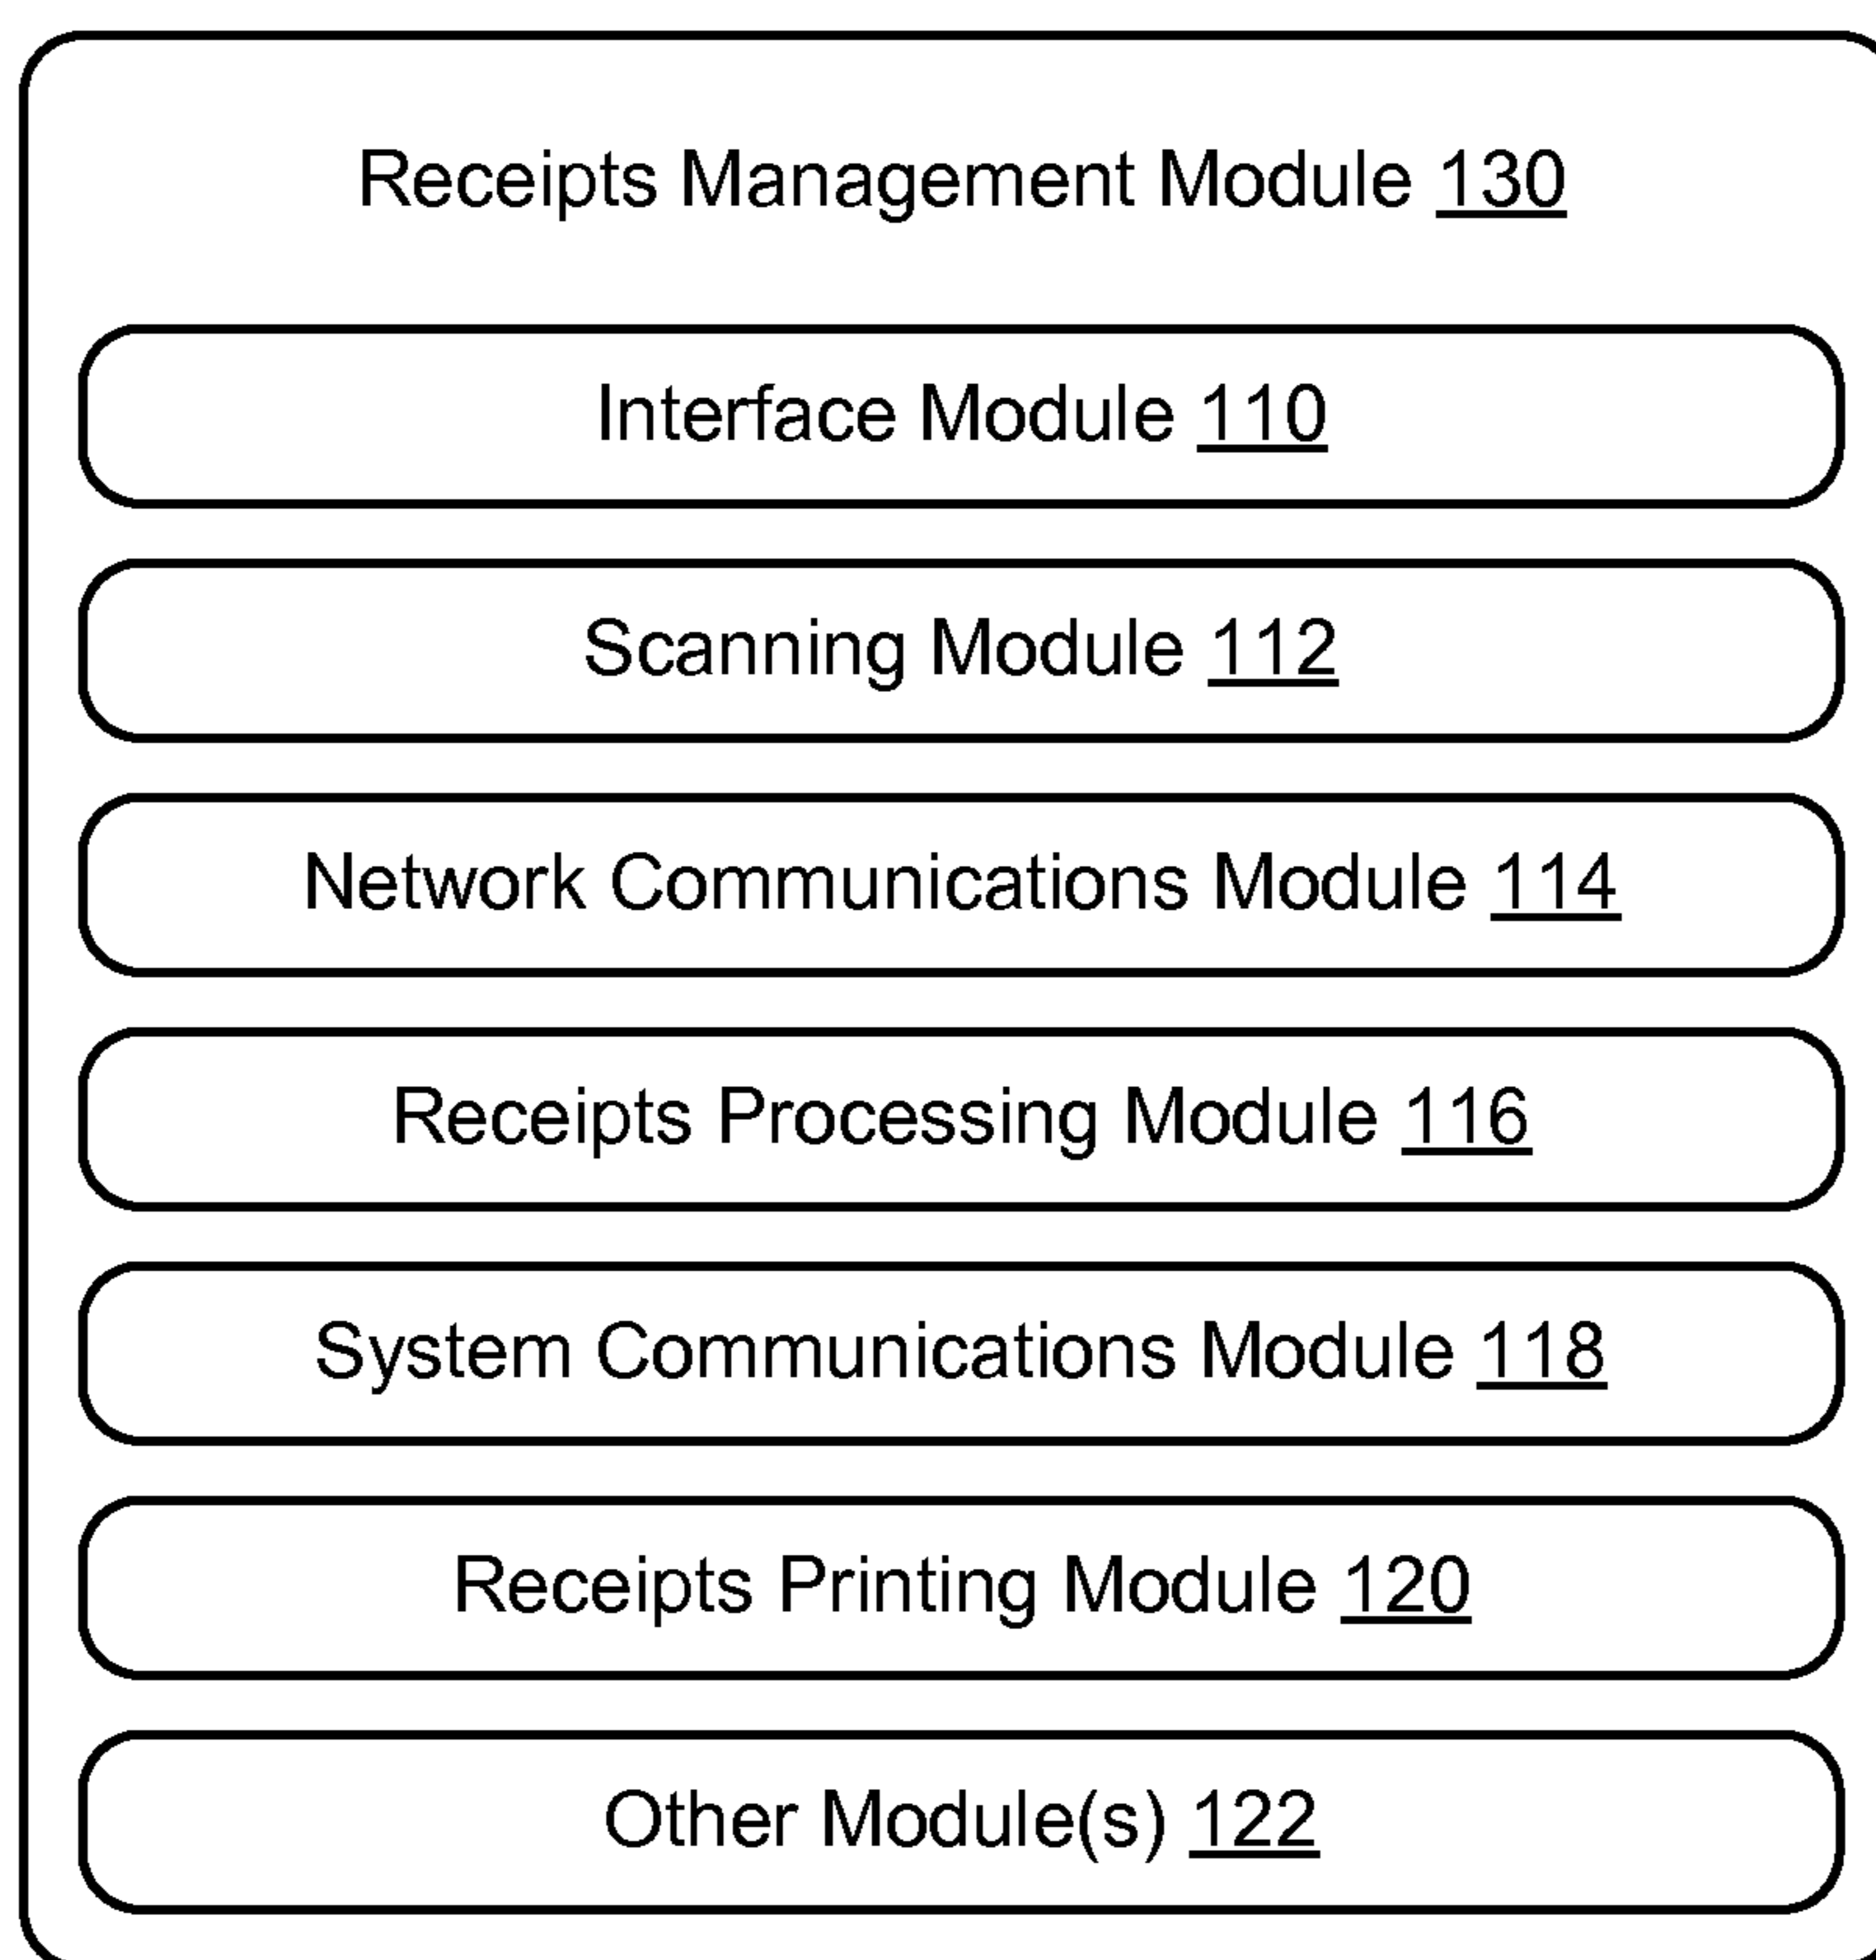 Receipts Management Module 130
Interface Module 110
Scanning Module 112
Network Communications Module 114
Receipts Processing Module 116
System Communications Module 118
Receipts Printing Module 120
Other Module(s) 122